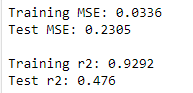 Training MSE: 0.0336
Test MSE: 0.2305
Training r2: 0.9292
Test r2: 0.476